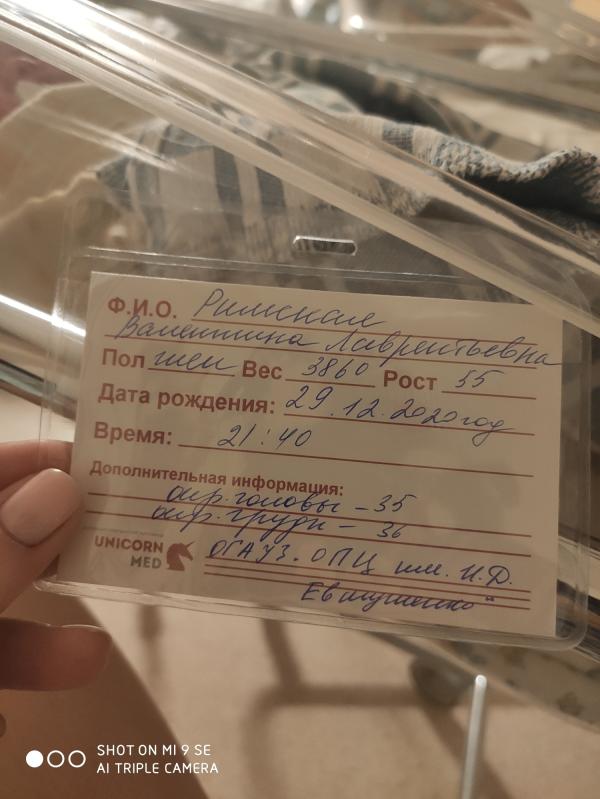 Ф.И.О. Римская
Валентина Лаврентьевна
Пол жен Вес 3860 Рост 55
Дата рождения: 29.12.2020 год
Время: 21:40
Дополнительная информация:
окр. головы - 35
окр. груди - 36
UNICORN
MED
ОГАУЗ. ОПЦ им. И.Д.
Евтушенко"
SHOT ON MI 9 SE
AI TRIPLE CAMERA